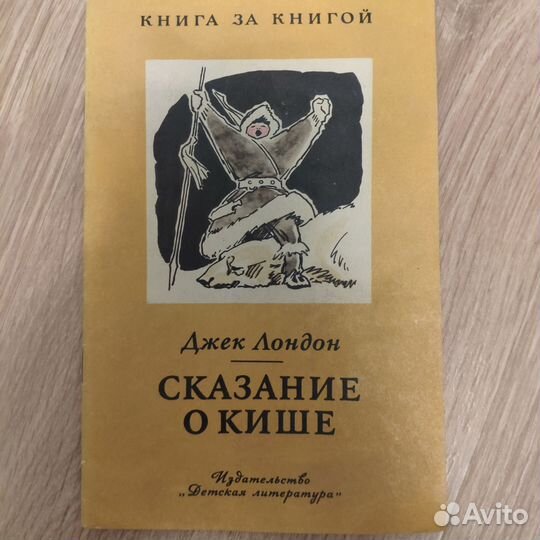 КНИГА ЗА КНИГОЙ
Джек Лондон
СКАЗАНИЕ
О КИШЕ
Издательство
„Детская литература“
Avito